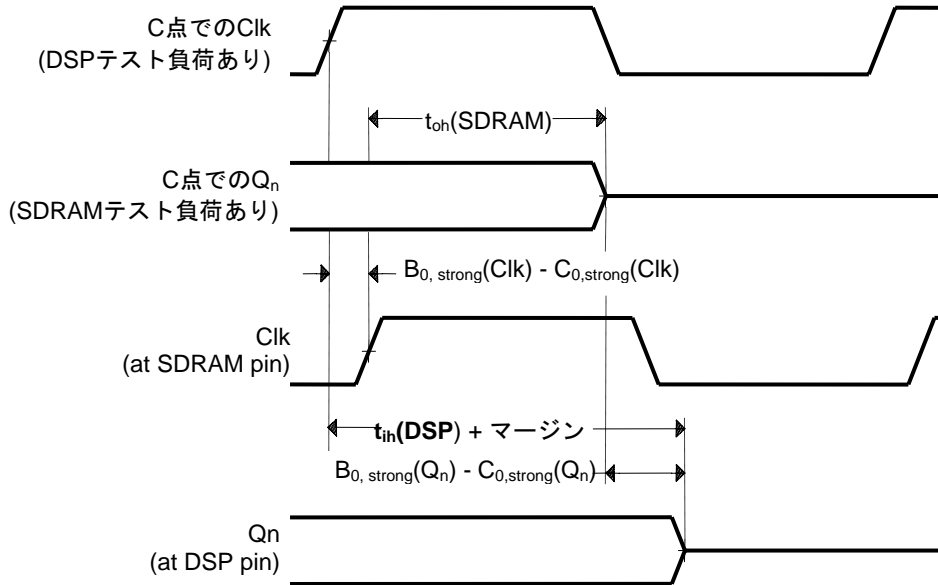 C点でのClk
(DSPテスト負荷あり)
toh(SDRAM)
C点でのQn
(SDRAMテスト負荷あり)
B0, strong(Clk) - C0,strong(Clk)
Clk
(at SDRAM pin)
tih(DSP) + マージン
B0, strong(Qn) - C0,strong(Qn)
Qn
(at DSP pin)